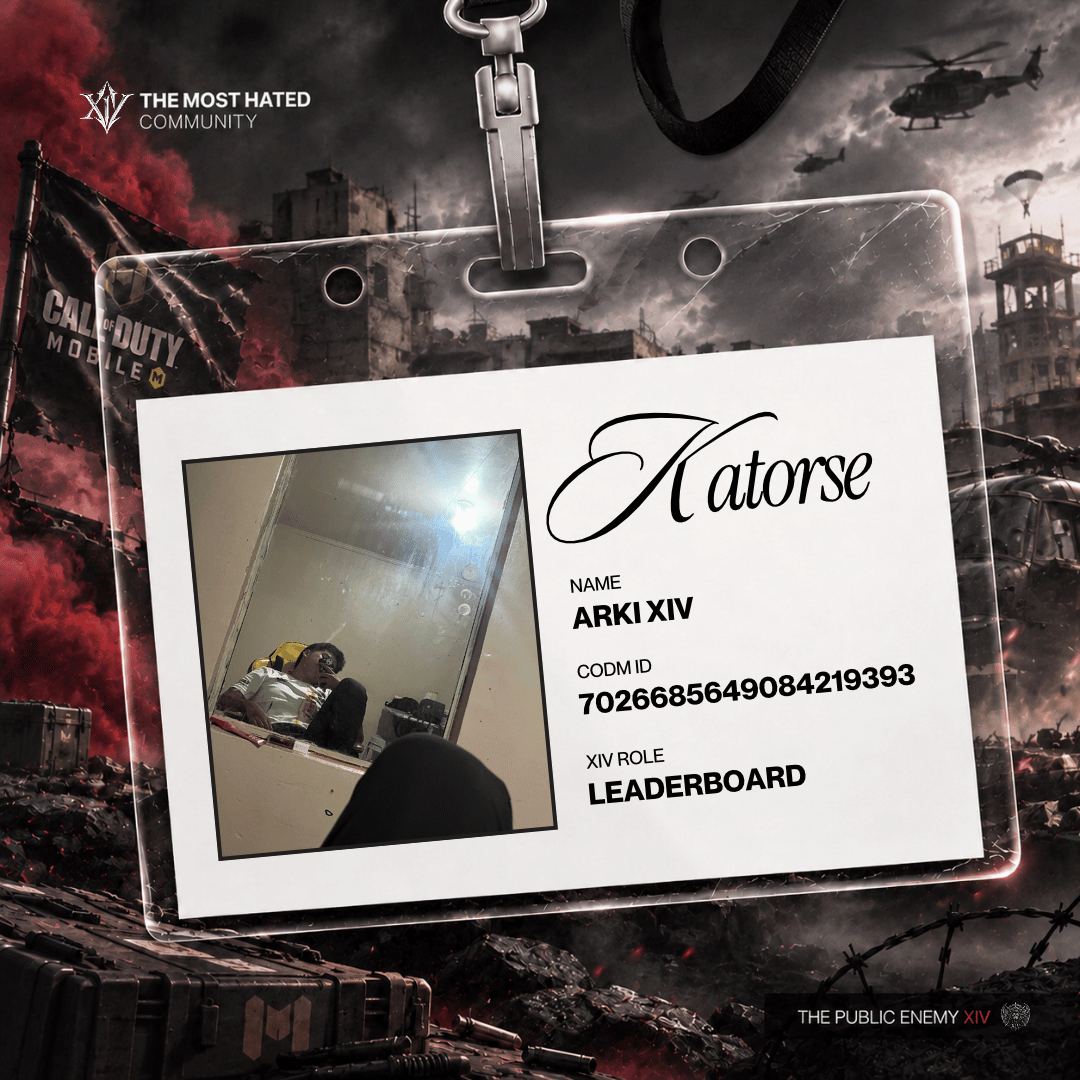 XIV THE MOST HATED
COMMUNITY
CALL OF DUTY
MOBILE
Katorse
NAME
ARKI XIV
CODM ID
7026685649084219393
XIV ROLE
LEADERBOARD
THE PUBLIC ENEMY XIV